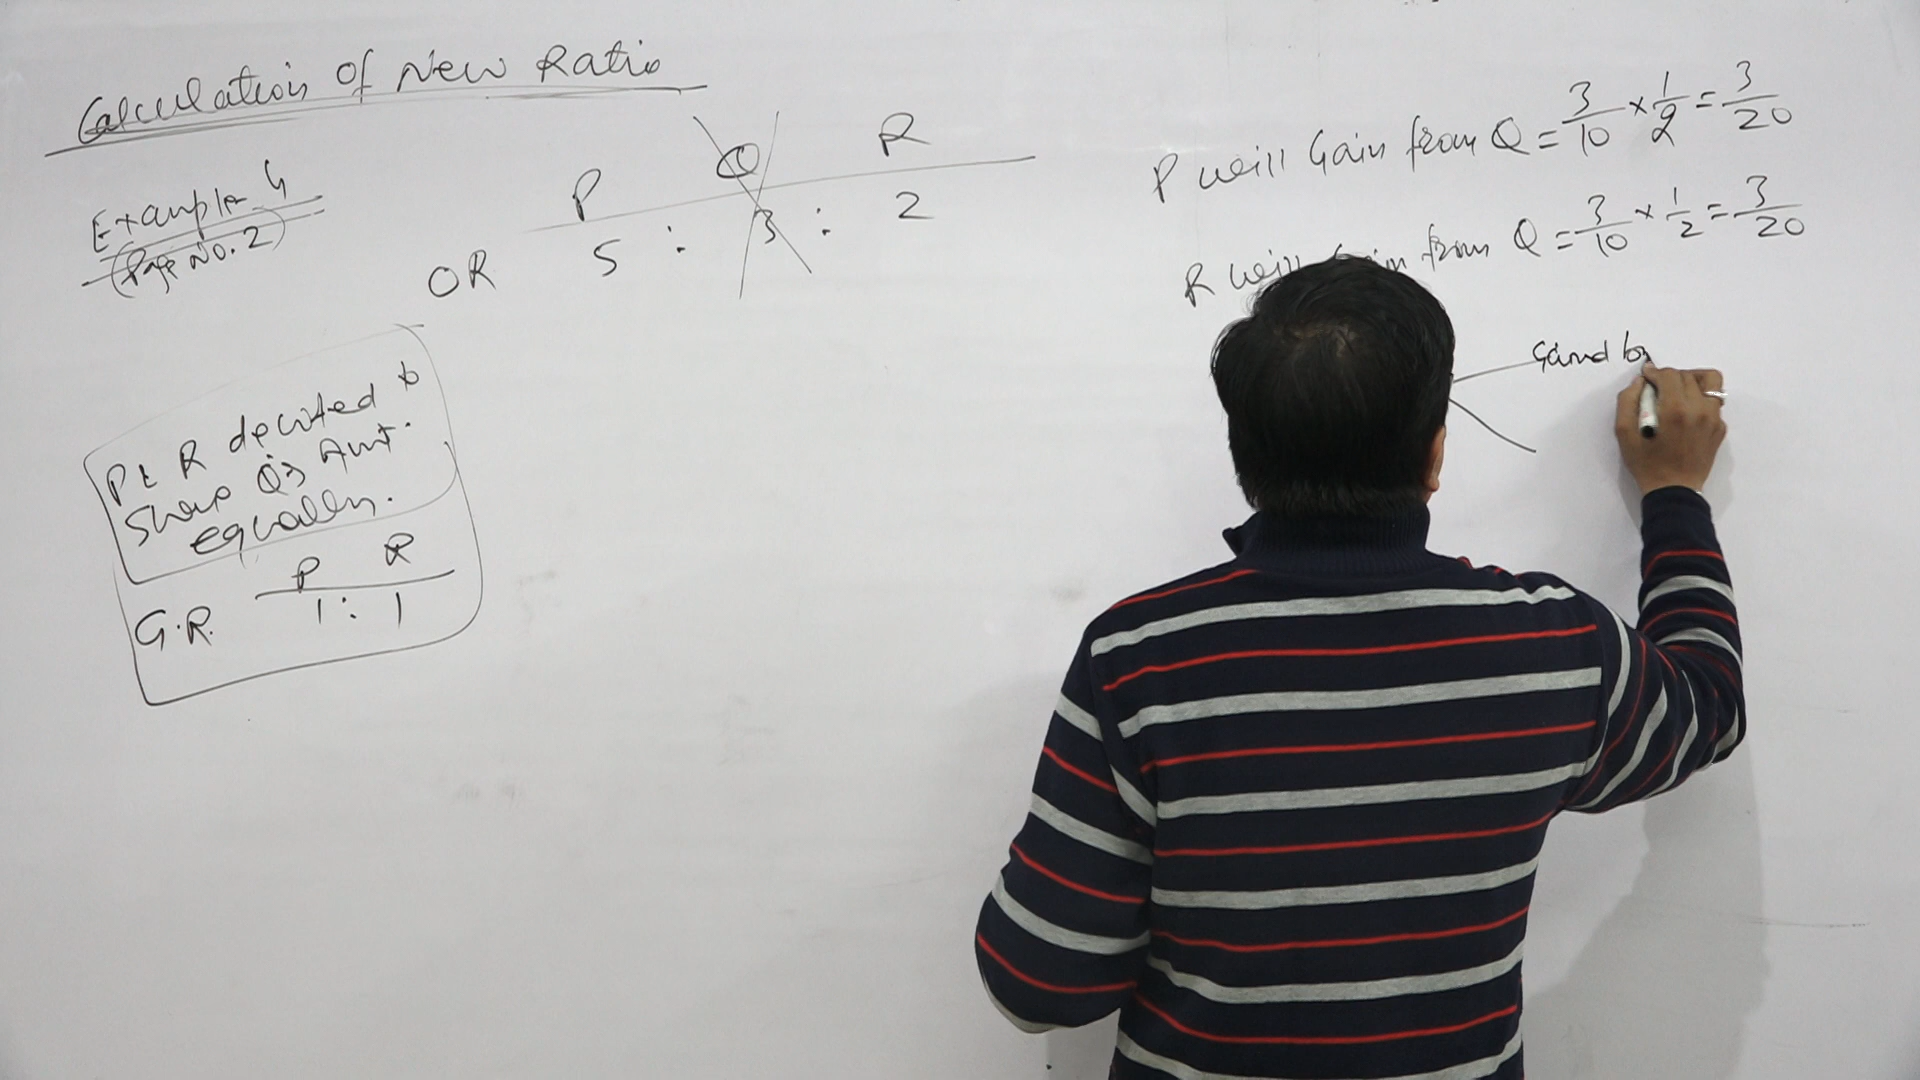 Calculation of New Ratio
Example 4
(Page No. 2)
P Q R
OR 5 : 3 : 2
P & R decided to
share Q's Amt.
equally.
P R
G.R. 1 : 1
P will Gain from Q = 3/10 × 1/2 = 3/20
R will Gain from Q = 3/10 × 1/2 = 3/20
Gaind by